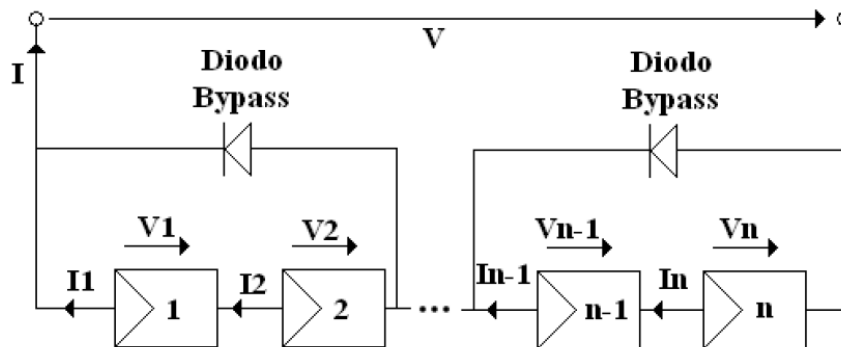 V
I
Diodo
Bypass
Diodo
Bypass
V1
V2
Vn-1
Vn
I1
I2
In-1
In
1
2
...
n-1
n